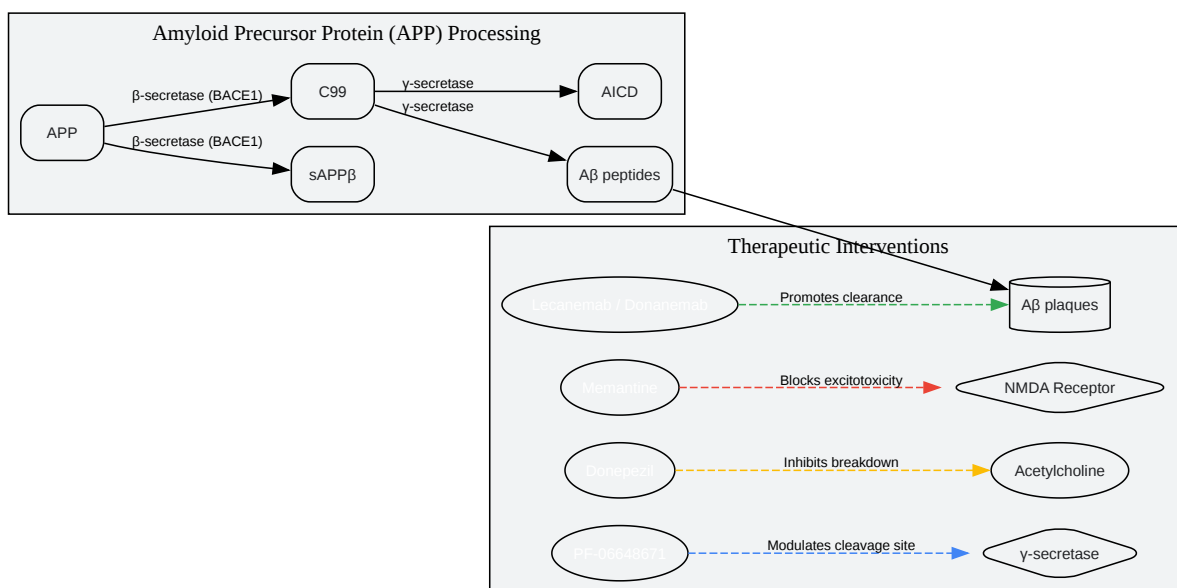 Amyloid Precursor Protein (APP) Processing
APP
β-secretase (BACE1)
β-secretase (BACE1)
C99
sAPPβ
γ-secretase
γ-secretase
AICD
Aβ peptides
Therapeutic Interventions
Lecanemab / Donanemab
Promotes clearance
Aβ plaques
Memantine
Blocks excitotoxicity
NMDA Receptor
Donepezil
Inhibits breakdown
Acetylcholine
PF-06648671
Modulates cleavage site
γ-secretase